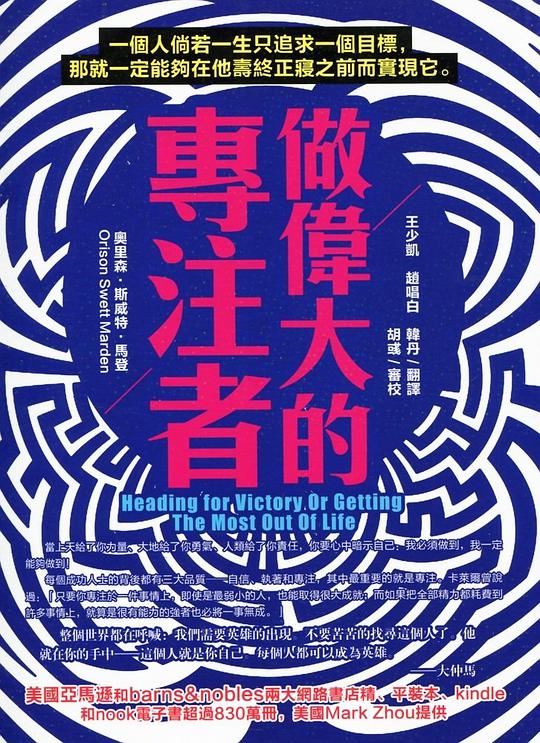 一個人倘若一生只追求一個目標，
那就一定能夠在他壽終正寢之前而實現它。
做偉大的
專注者
王少凱 趙唱白 韓丹/翻譯
胡彧/審校
奧里森·斯威特·馬登
Orison Swett Marden
Heading for Victory Or Getting
The Most Out Of Life
當上天給了你力量、大地給了你勇氣、人類給了你責任，你要心中暗示自己：我必須做到，我一定
能夠做到！
每個成功人士的背後都有三大品質——自信、執著和專注，其中最重要的就是專注。卡萊爾曾說
過：「只要你專注於一件事情上，即使是最弱小的人，也能取得很大成就；而如果把全部精力都耗費到
許多事情上，就算是很有能力的強者也必將一事無成。」
整個世界都在呼喊：我們需要英雄的出現。不要苦苦的找尋這個人了。他
就在你的手中——這個人就是你自己。每個人都可以成為英雄。
——大仲馬
美國亞馬遜和barns&nobles兩大網路書店精、平裝本、kindle
和nook電子書超過830萬冊，美國Mark Zhou提供